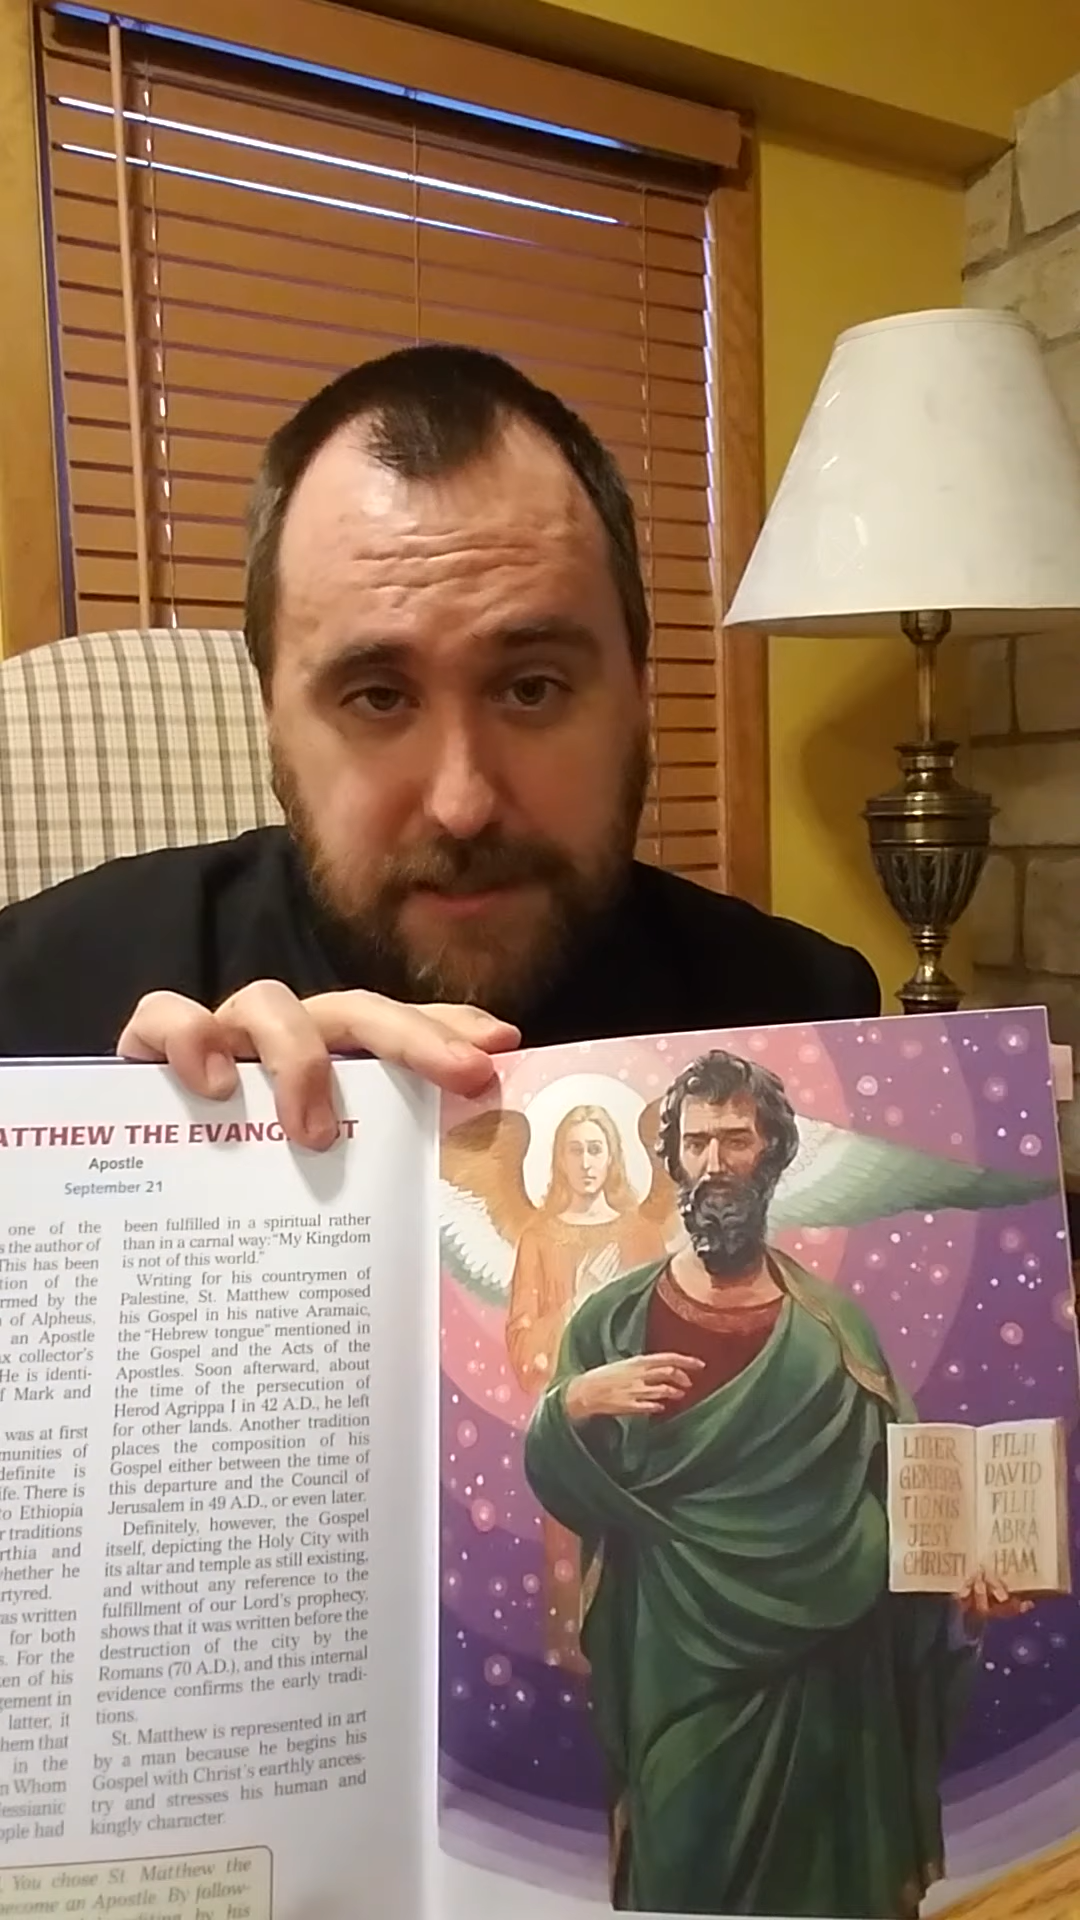 ATTHEW THE EVANG ST
Apostle
September 21
one of the
s the author of
This has been
tion of the
rmed by the
of Alpheus,
an Apostle
x collector's
He is identi-
f Mark and
was at first
munities of
definite is
ife. There is
to Ethiopia
r traditions
rthia and
whether he
rtyred.
as written
for both
s. For the
en of his
gement in
latter, it
hem that
in the
n Whom
essianic
ople had
been fulfilled in a spiritual rather
than in a carnal way: "My Kingdom
is not of this world."
Writing for his countrymen of
Palestine, St. Matthew composed
his Gospel in his native Aramaic,
the "Hebrew tongue" mentioned in
the Gospel and the Acts of the
Apostles. Soon afterward, about
the time of the persecution of
Herod Agrippa I in 42 A.D., he left
for other lands. Another tradition
places the composition of his
Gospel either between the time of
this departure and the Council of
Jerusalem in 49 A.D., or even later.
Definitely, however, the Gospel
itself, depicting the Holy City with
its altar and temple as still existing,
and without any reference to the
fulfillment of our Lord's prophecy,
shows that it was written before the
destruction of the city by the
Romans (70 A.D.), and this internal
evidence confirms the early tradi-
tions.
St. Matthew is represented in art
by a man because he begins his
Gospel with Christ's earthly ances-
try and stresses his human and
kingly character.
You chose St. Matthew the
become an Apostle. By follow-
by his
LIBER
GENERA
TIONIS
JESV
CHRISTI
FILII
DAVID
FILII
ABRA
HAM